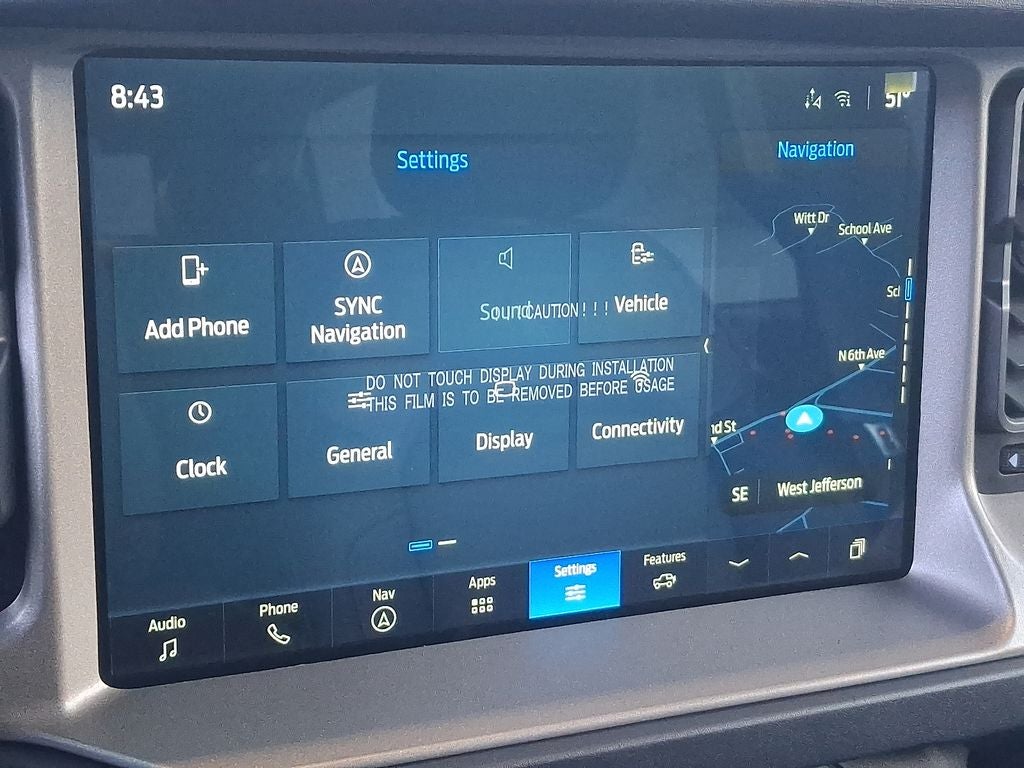 8:43
51°
Settings
Navigation
Witt Dr
School Ave
Add Phone
SYNC
Navigation
Sound
Vehicle
! ! ! CAUTION ! ! !
DO NOT TOUCH DISPLAY DURING INSTALLATION
THIS FILM IS TO BE REMOVED BEFORE USAGE
N 6th Ave
nd St
Clock
General
Display
Connectivity
SE
West Jefferson
Audio
Phone
Nav
Apps
Settings
Features